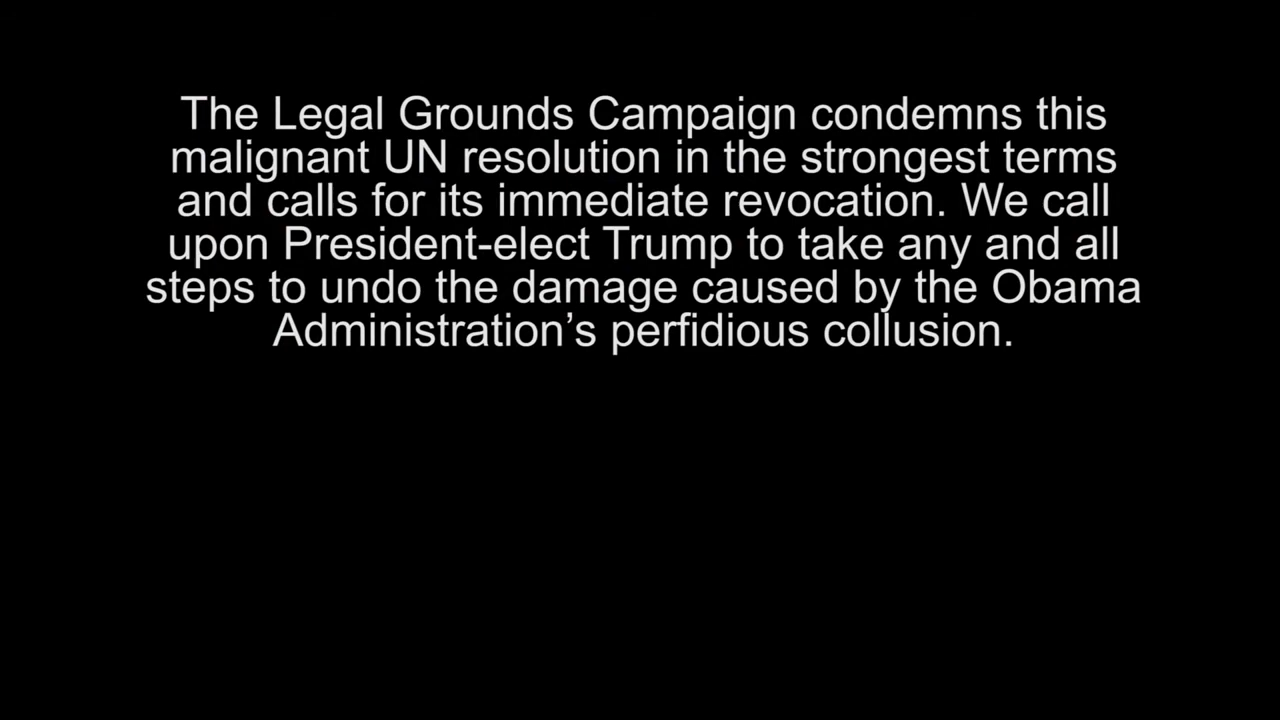 The Legal Grounds Campaign condemns this
malignant UN resolution in the strongest terms
and calls for its immediate revocation. We call
upon President-elect Trump to take any and all
steps to undo the damage caused by the Obama
Administration’s perfidious collusion.